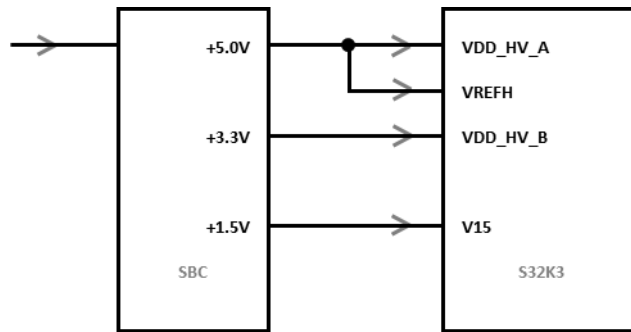 +5.0V VDD_HV_A
VREFH
+3.3V VDD_HV_B
+1.5V V15
SBC S32K3